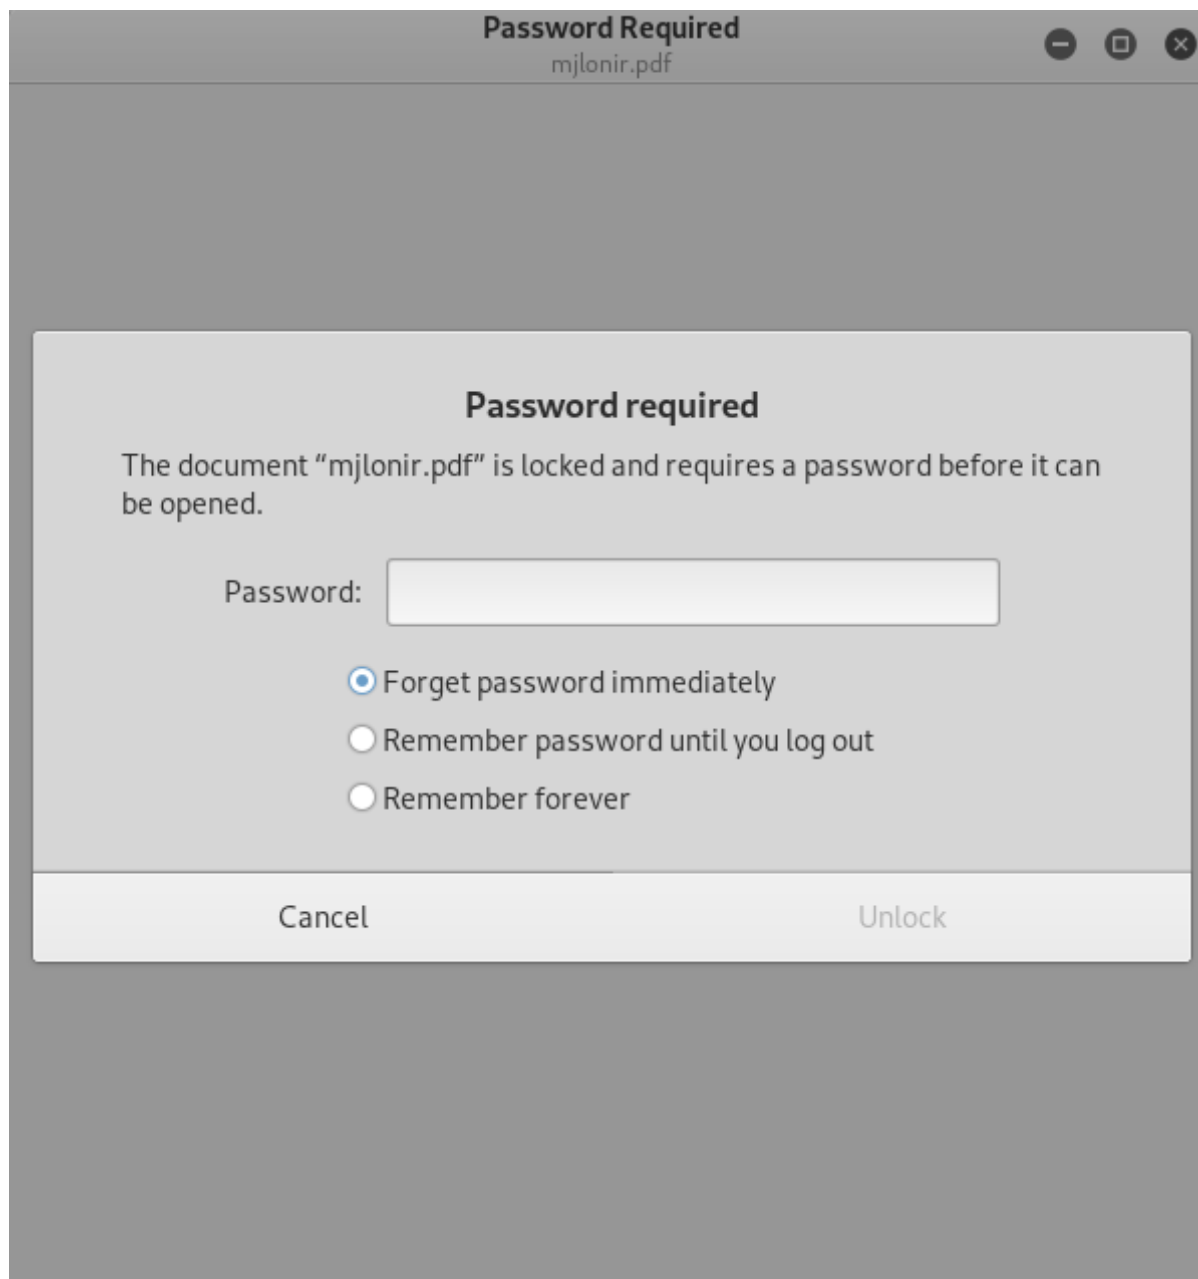 Password Required
mjlonir.pdf
Password required
The document “mjlonir.pdf” is locked and requires a password before it can
be opened.
Password:
Forget password immediately
Remember password until you log out
Remember forever
Cancel
Unlock